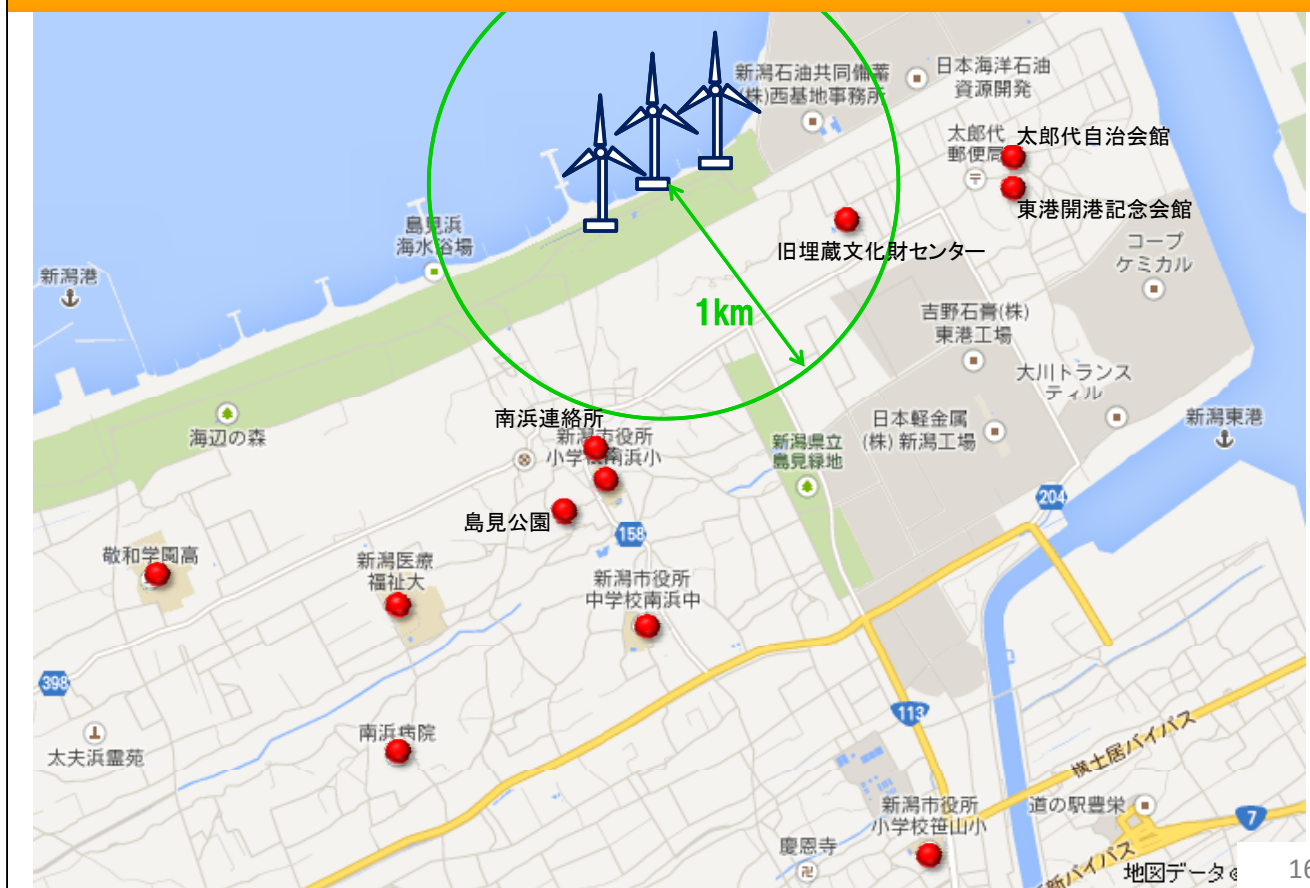 新潟石油共同備蓄
(株)西基地事務所
日本海洋石油
資源開発
太郎代
郵便局
太郎代自治会館
東港開港記念会館
島見浜
海水浴場
旧埋蔵文化財センター
コープ
ケミカル
新潟港
1km
吉野石膏(株)
東港工場
大川トランス
ティル
南浜連絡所
新潟市役所
小学校南浜小
海辺の森
新潟県立
島見緑地
日本軽金属
(株) 新潟工場
新潟東港
島見公園
158
204
敬和学園高
新潟医療
福祉大
新潟市役所
中学校南浜中
398
113
太夫浜霊苑
南浜病院
横土居バイパス
新潟市役所
小学校笹山小
道の駅豊栄
7
慶恩寺
新新バイパス
地図データ
16